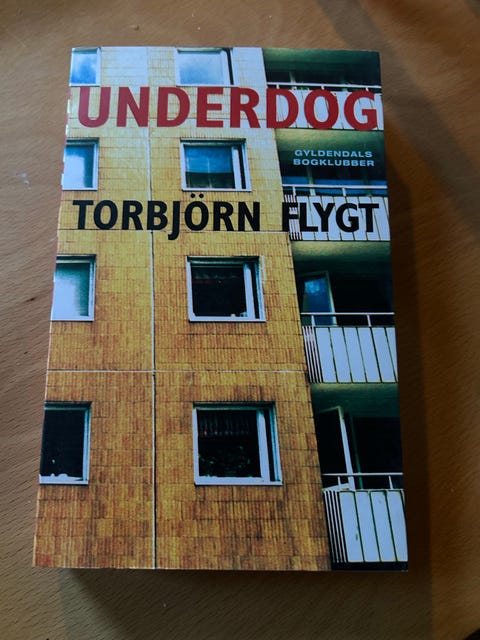 UNDERDOG
GYLDENDALS
BOGKLUBBER
TORBJÖRN FLYGT